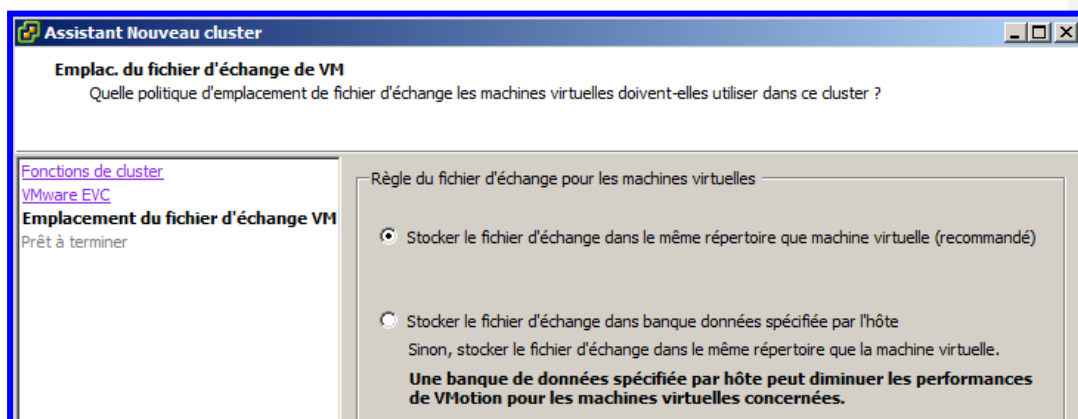 Assistant Nouveau cluster
Emplac. du fichier d'échange de VM
Quelle politique d'emplacement de fichier d'échange les machines virtuelles doivent-elles utiliser dans ce cluster ?
Fonctions de cluster
VMware EVC
Emplacement du fichier d'échange VM
Prêt à terminer
Règle du fichier d'échange pour les machines virtuelles
Stocker le fichier d'échange dans le même répertoire que machine virtuelle (recommandé)
Stocker le fichier d'échange dans banque données spécifiée par l'hôte
Sinon, stocker le fichier d'échange dans le même répertoire que la machine virtuelle.
Une banque de données spécifiée par hôte peut diminuer les performances
de VMotion pour les machines virtuelles concernées.